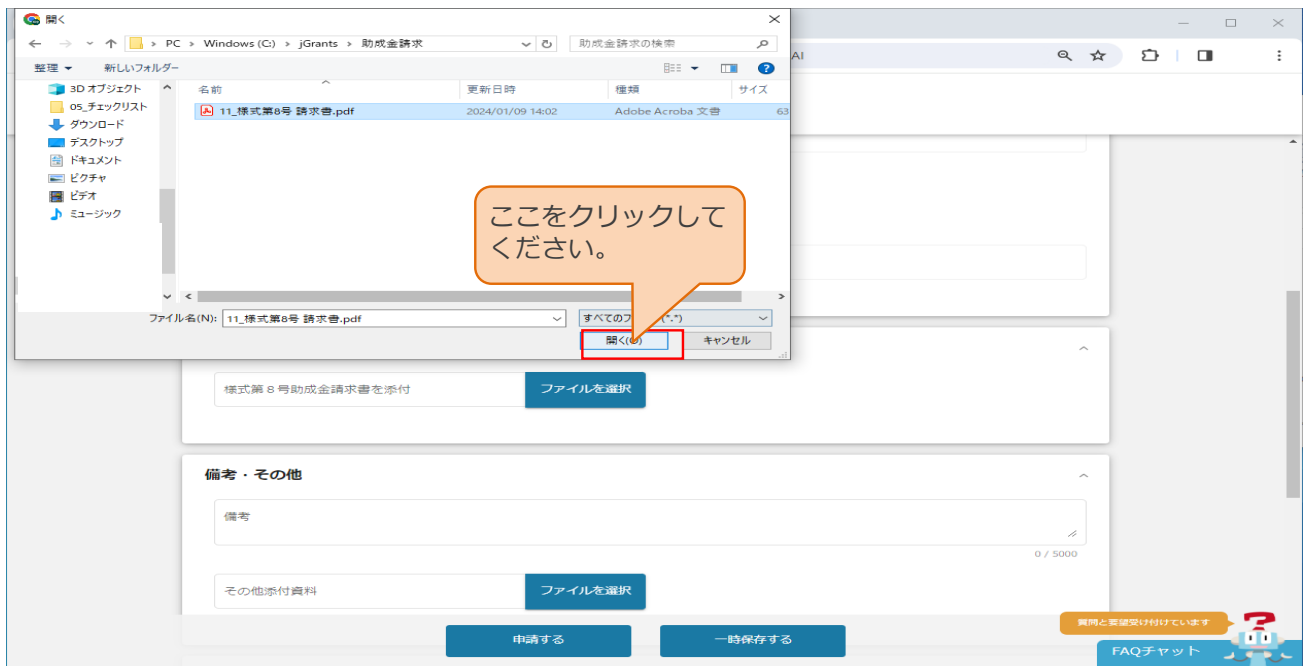 開く
PC > Windows (C:) > jGrants > 助成金請求
助成金請求の検索
整理
新しいフォルダー
3D オブジェクト
05_チェックリスト
ダウンロード
デスクトップ
ドキュメント
ピクチャ
ビデオ
ミュージック
名前 更新日時 種類 サイズ
11_様式第8号 請求書.pdf 2024/01/09 14:02 Adobe Acroba 文書 63
AI
ここをクリックして
ください。
ファイル名(N): 11_様式第8号 請求書.pdf
すべてのフ (*.*)
開く( )
キャンセル
様式第8号助成金請求書を添付
ファイルを選択
備考・その他
備考
0 / 5000
その他添付資料
ファイルを選択
申請する
一時保存する
質問と要望受け付けています
FAQチャット